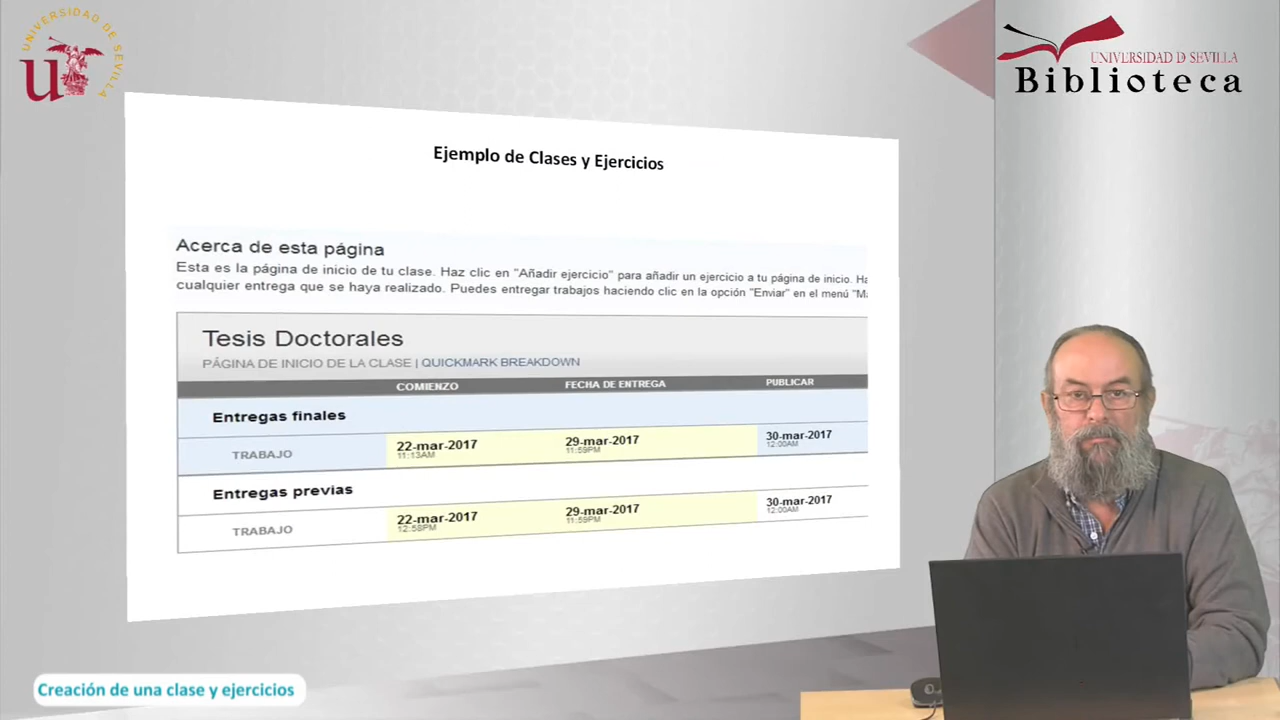 UNIVERSIDAD DE SEVILLA
UNIVERSIDAD D SEVILLA
Biblioteca
Ejemplo de Clases y Ejercicios
Acerca de esta página
Esta es la página de inicio de tu clase. Haz clic en "Añadir ejercicio" para añadir un ejercicio a tu página de inicio. Ha
cualquier entrega que se haya realizado. Puedes entregar trabajos haciendo clic en la opción "Enviar" en el menú "Ma
Tesis Doctorales
PÁGINA DE INICIO DE LA CLASE | QUICKMARK BREAKDOWN
COMIENZO FECHA DE ENTREGA PUBLICAR
Entregas finales
TRABAJO 22-mar-2017 29-mar-2017 30-mar-2017
11:13AM 11:59PM 12:00AM
Entregas previas
TRABAJO 22-mar-2017 29-mar-2017 30-mar-2017
12:58PM 11:59PM 12:00AM
Creación de una clase y ejercicios